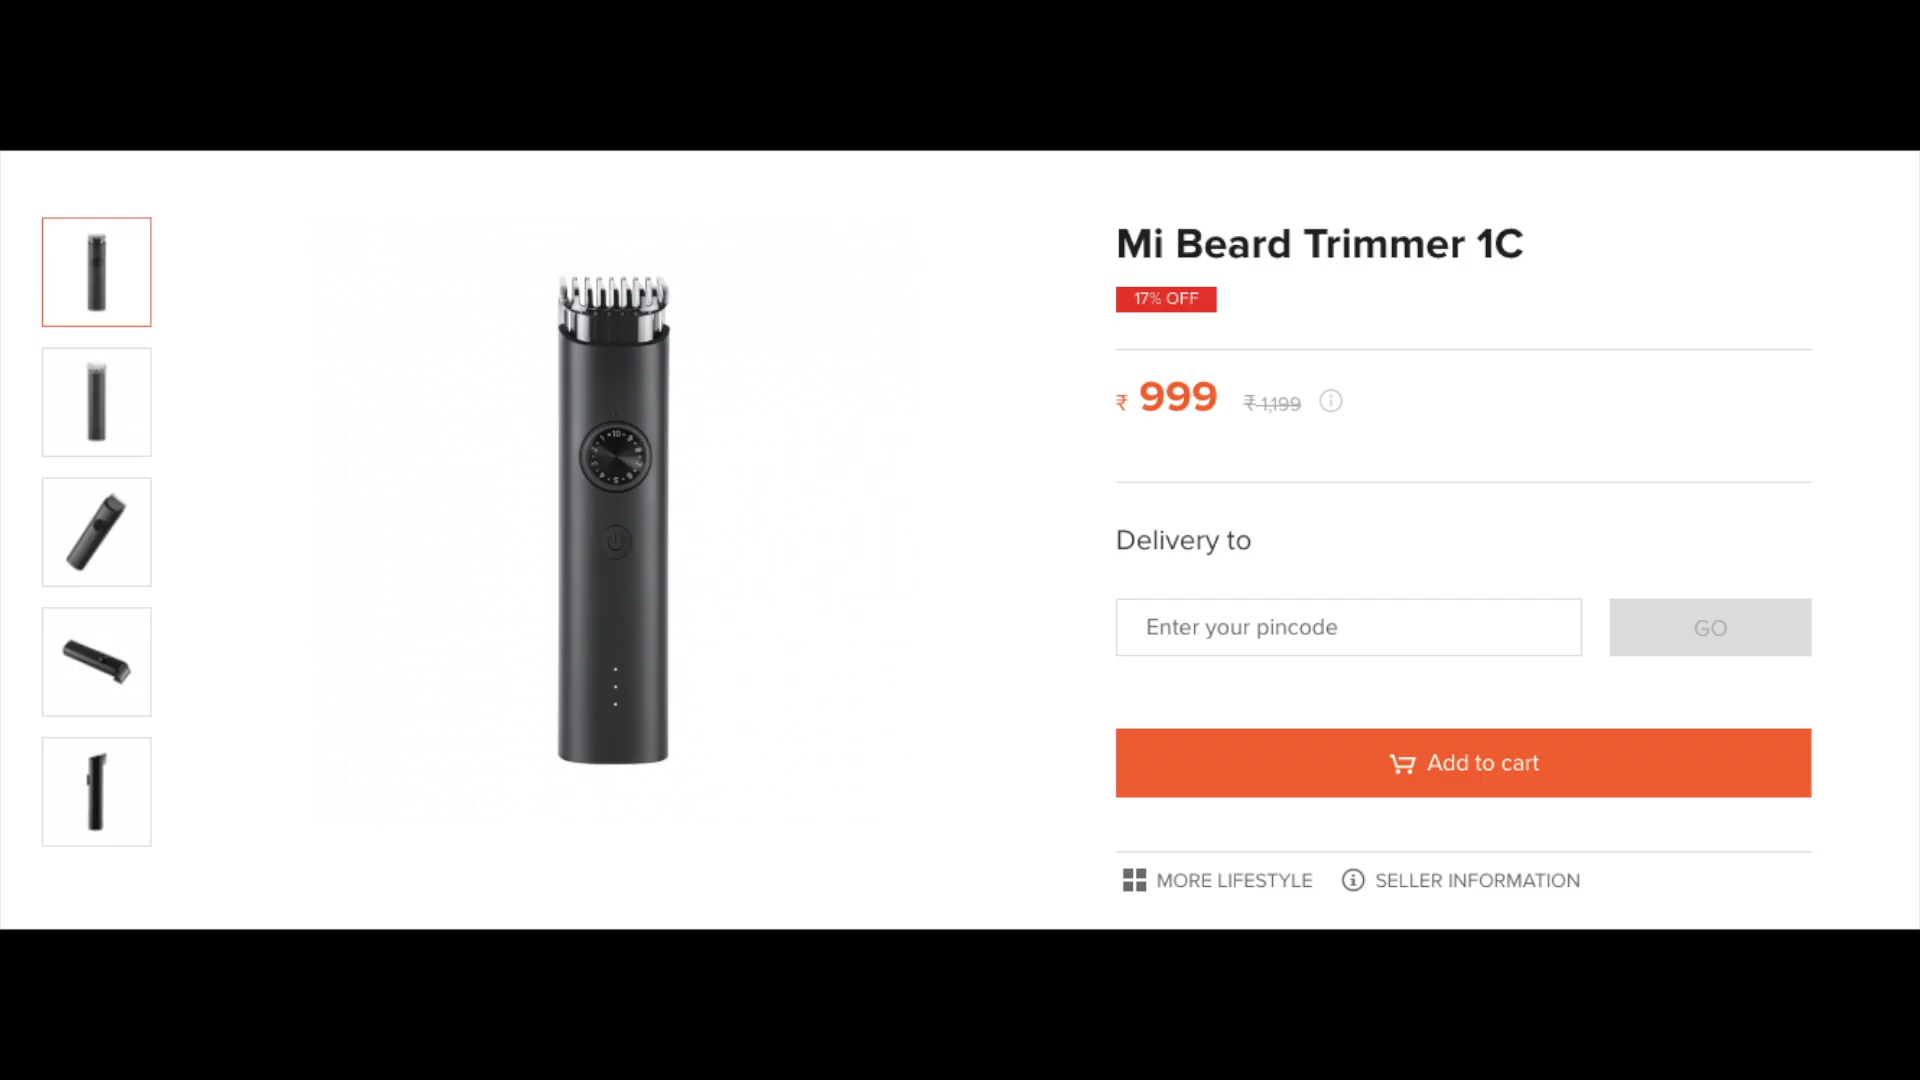 Mi Beard Trimmer 1C
17% OFF
₹ 999 ₹ 1,199
Delivery to
Enter your pincode
GO
Add to cart
MORE LIFESTYLE SELLER INFORMATION